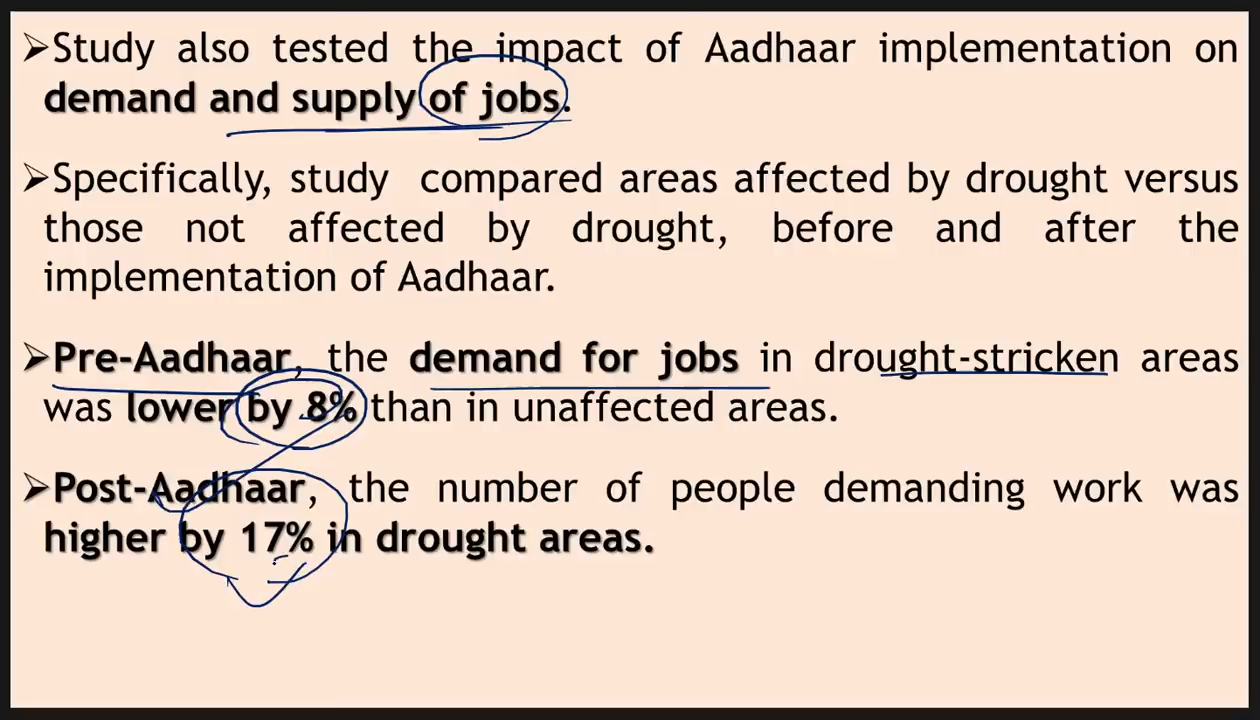 ➢Study also tested the impact of Aadhaar implementation on
demand and supply of jobs.
➢Specifically, study compared areas affected by drought versus
those not affected by drought, before and after the
implementation of Aadhaar.
➢Pre-Aadhaar, the demand for jobs in drought-stricken areas
was lower by 8% than in unaffected areas.
➢Post-Aadhaar, the number of people demanding work was
higher by 17% in drought areas.